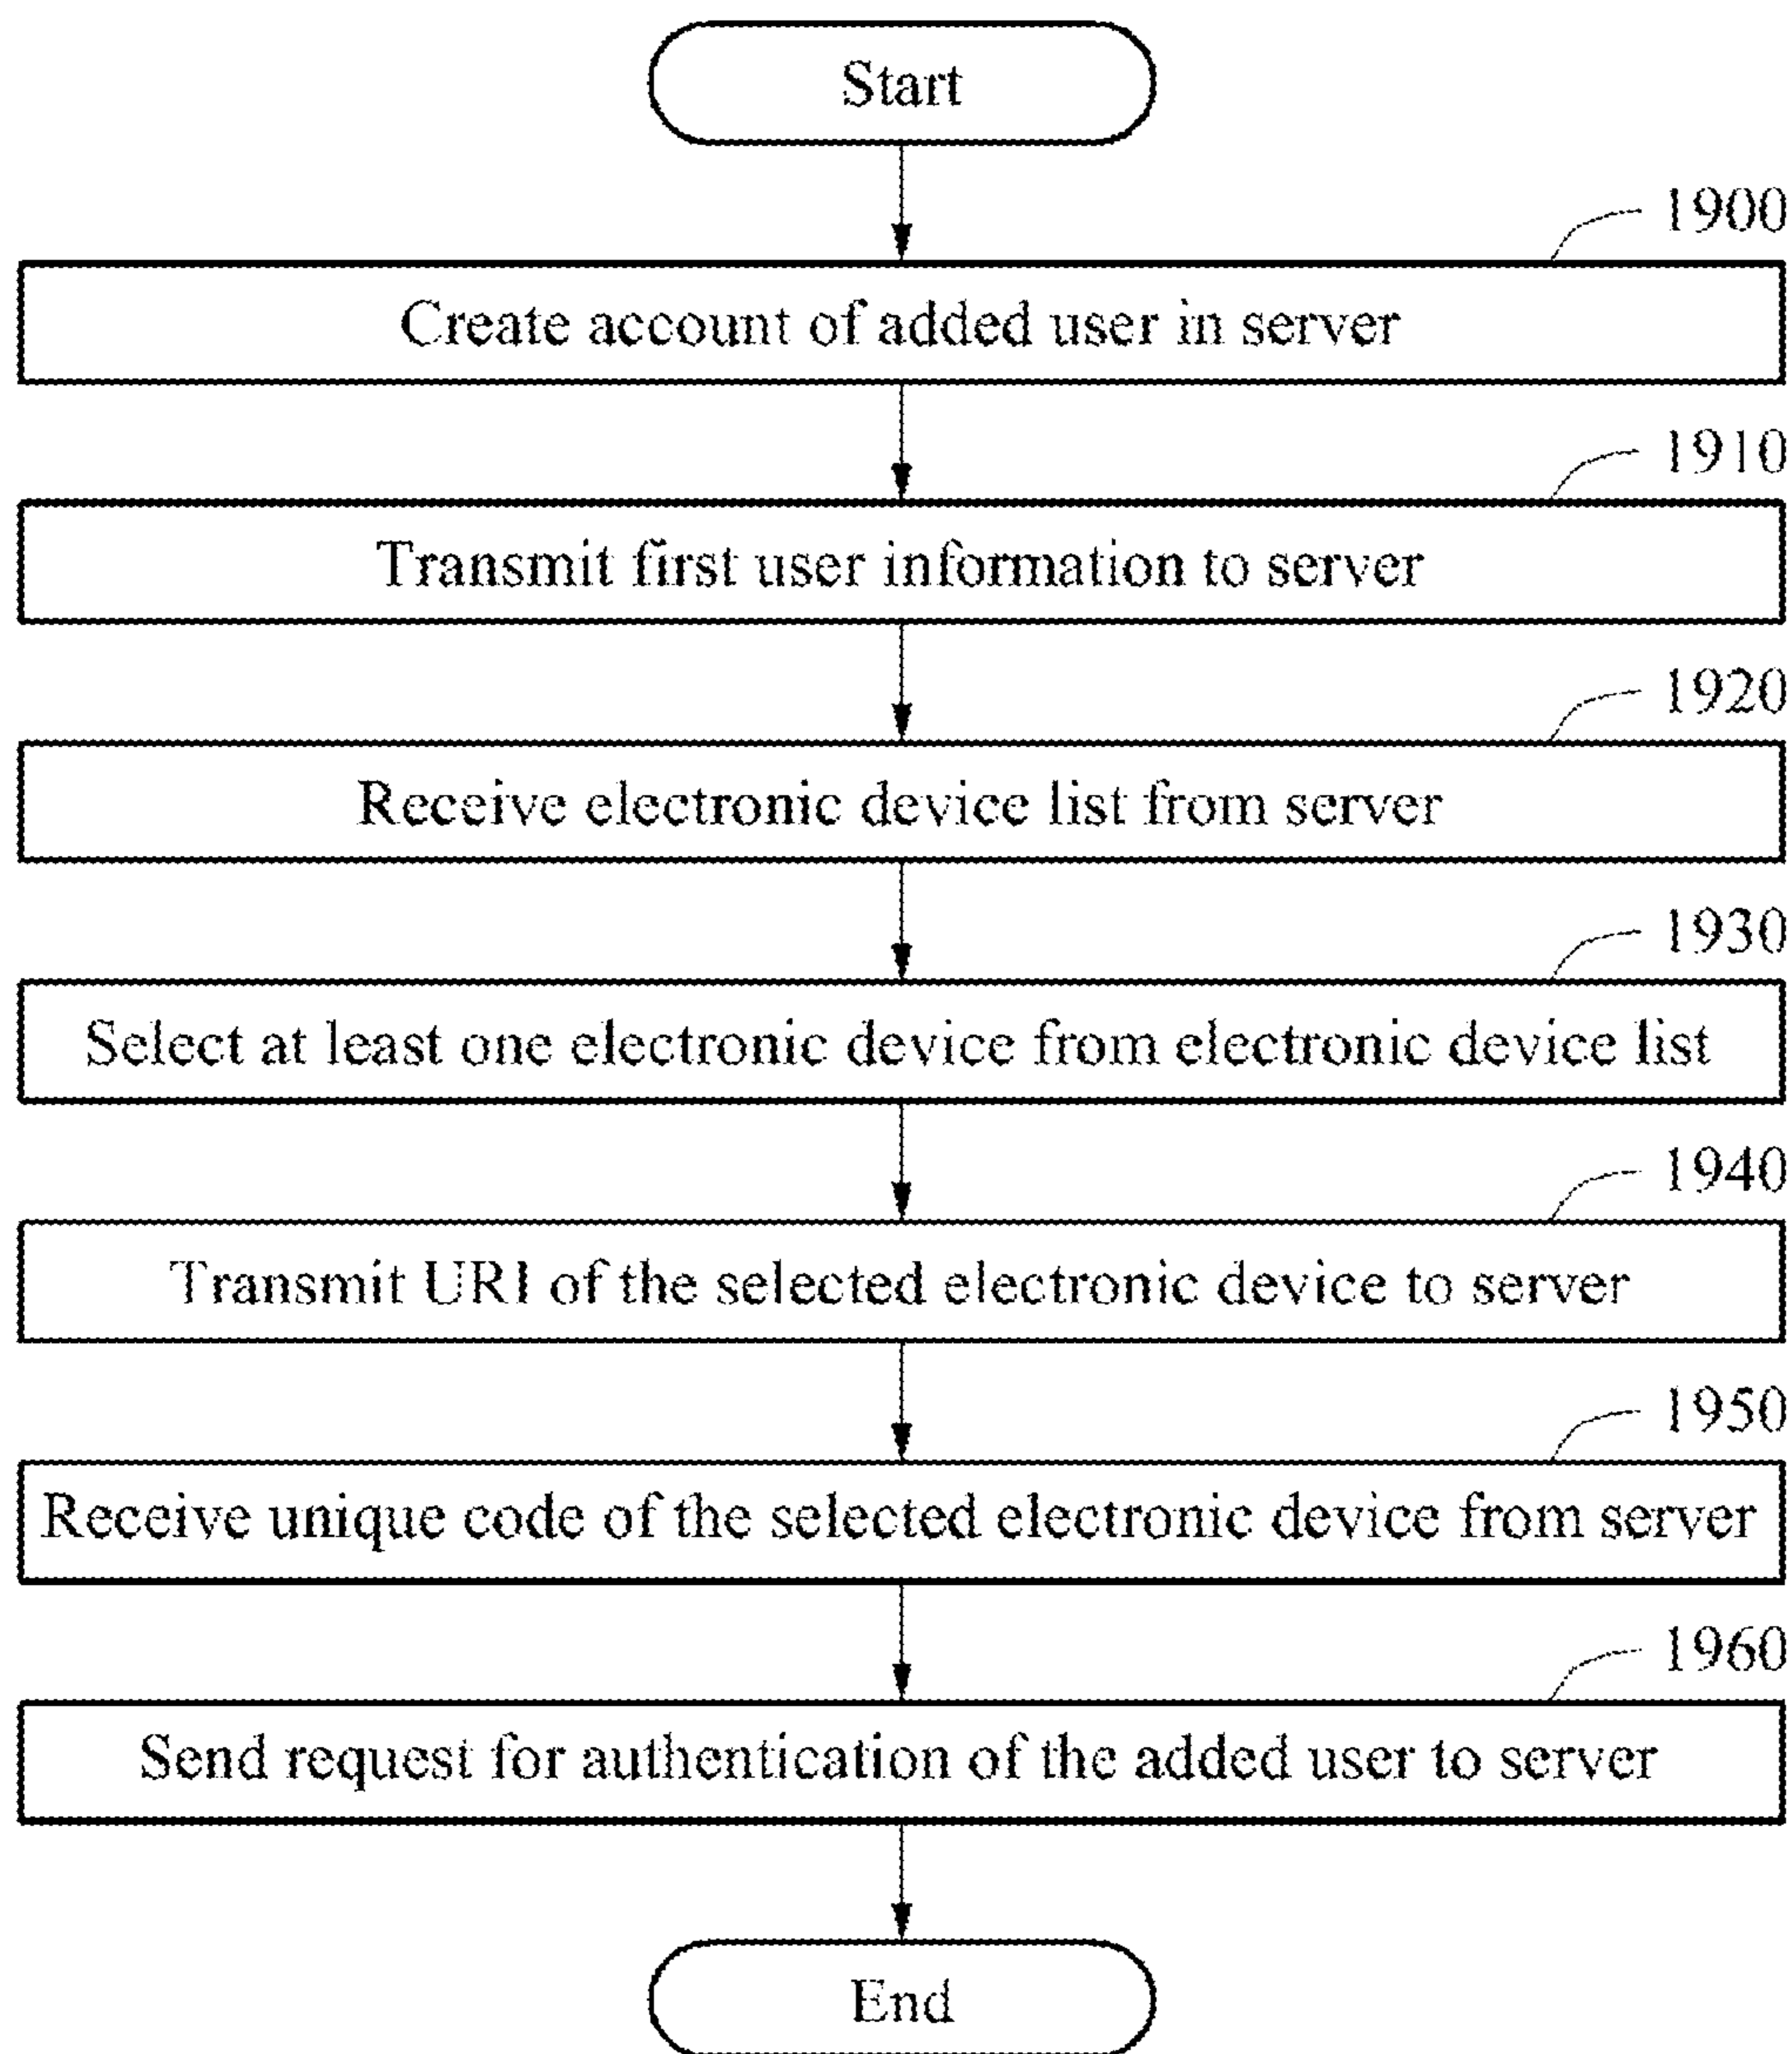 Start
1900
Create account of added user in server
1910
Transmit first user information to server
1920
Receive electronic device list from server
1930
Select at least one electronic device from electronic device list
1940
Transmit URI of the selected electronic device to server
1950
Receive unique code of the selected electronic device from server
1960
Send request for authentication of the added user to server
End